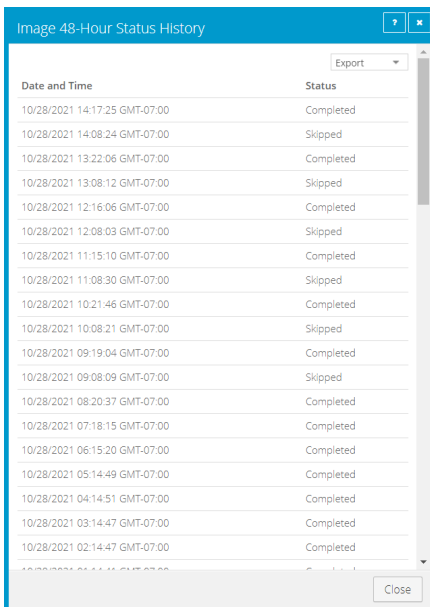 Image 48-Hour Status History
?
×
Export
Date and Time Status
10/28/2021 14:17:25 GMT-07:00 Completed
10/28/2021 14:08:24 GMT-07:00 Skipped
10/28/2021 13:22:06 GMT-07:00 Completed
10/28/2021 13:08:12 GMT-07:00 Skipped
10/28/2021 12:16:06 GMT-07:00 Completed
10/28/2021 12:08:03 GMT-07:00 Skipped
10/28/2021 11:15:10 GMT-07:00 Completed
10/28/2021 11:08:30 GMT-07:00 Skipped
10/28/2021 10:21:46 GMT-07:00 Completed
10/28/2021 10:08:21 GMT-07:00 Skipped
10/28/2021 09:19:04 GMT-07:00 Completed
10/28/2021 09:08:09 GMT-07:00 Skipped
10/28/2021 08:20:37 GMT-07:00 Completed
10/28/2021 07:18:15 GMT-07:00 Completed
10/28/2021 06:15:20 GMT-07:00 Completed
10/28/2021 05:14:49 GMT-07:00 Completed
10/28/2021 04:14:51 GMT-07:00 Completed
10/28/2021 03:14:47 GMT-07:00 Completed
10/28/2021 02:14:47 GMT-07:00 Completed
Close